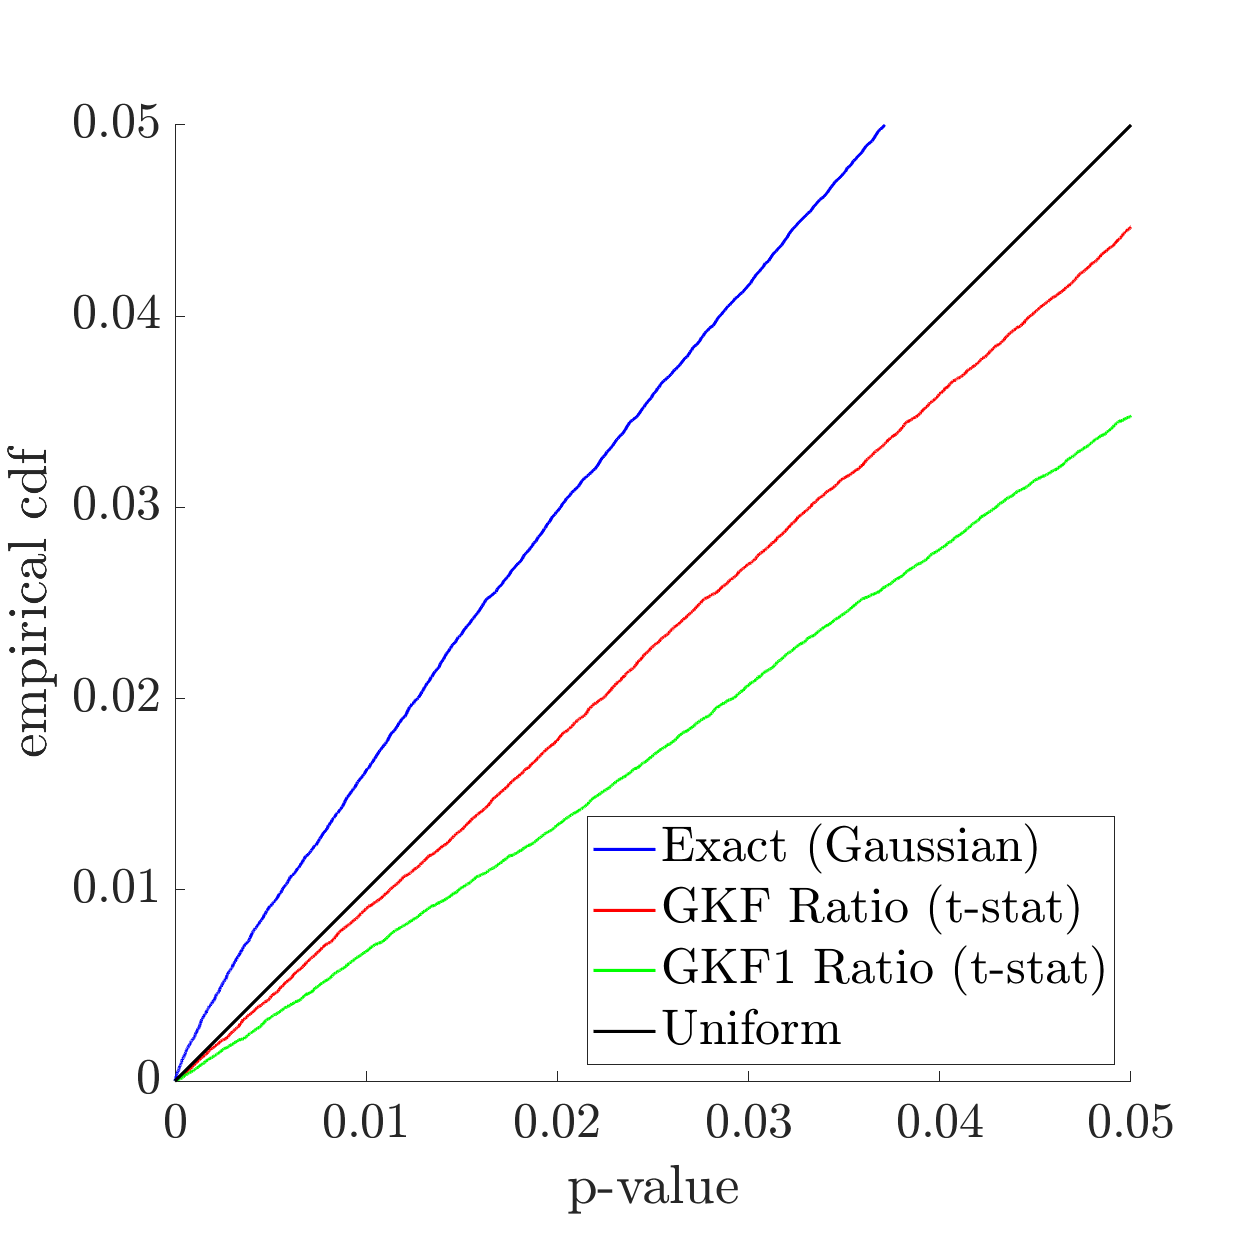 0.05
0.04
0.03
0.02
0.01
0
empirical cdf
0
0.01
0.02
0.03
0.04
0.05
p-value
Exact (Gaussian)
GKF Ratio (t-stat)
GKF1 Ratio (t-stat)
Uniform